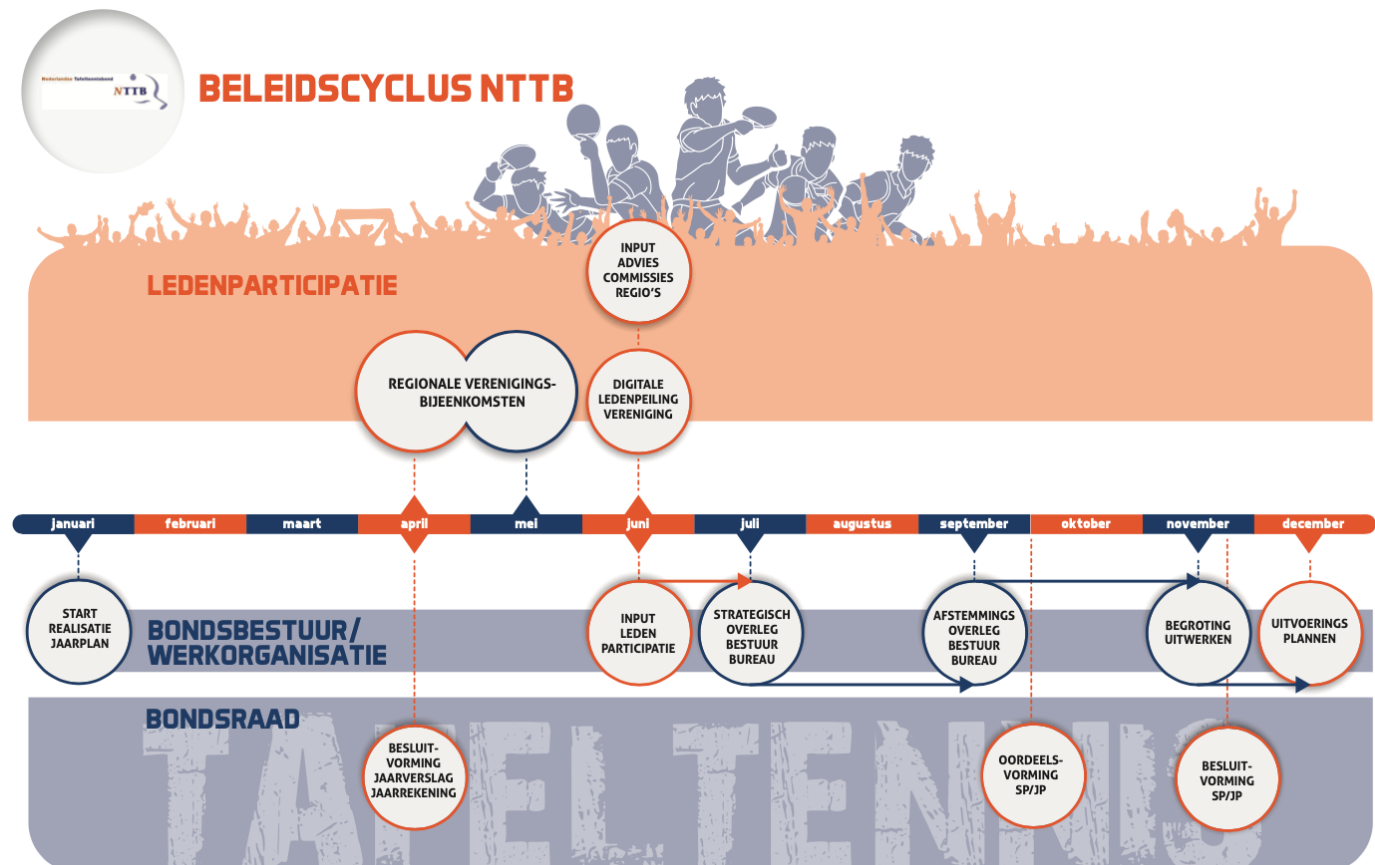 Nederlandse Tafeltennisbond
NTTB
BELEIDSCYCLUS NTTB
LEDENPARTICIPATIE
INPUT
ADVIES
COMMISSIES
REGIO'S
REGIONALE VERENIGINGS-
BIJEENKOMSTEN
DIGITALE
LEDENPEILING
VERENIGING
januari februari maart april mei juni juli augustus september oktober november december
START
REALISATIE
JAARPLAN
BONDSBESTUUR/
WERKORGANISATIE
INPUT
LEDEN
PARTICIPATIE
STRATEGISCH
OVERLEG
BESTUUR
BUREAU
AFSTEMMINGS
OVERLEG
BESTUUR
BUREAU
BEGROTING
UITWERKEN
UITVOERINGS
PLANNEN
BONDSRAAD
TAFELTENNIS
BESLUIT-
VORMING
JAARVERSLAG
JAARREKENING
OORDEELS-
VORMING
SP/JP
BESLUIT-
VORMING
SP/JP